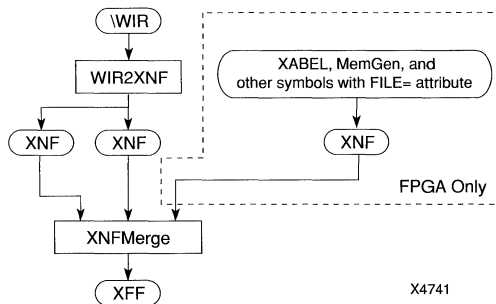 \WIR
WIR2XNF
XABEL, MemGen, and
other symbols with FILE= attribute
XNF
XNF
XNF
FPGA Only
XNFMerge
XFF
X4741